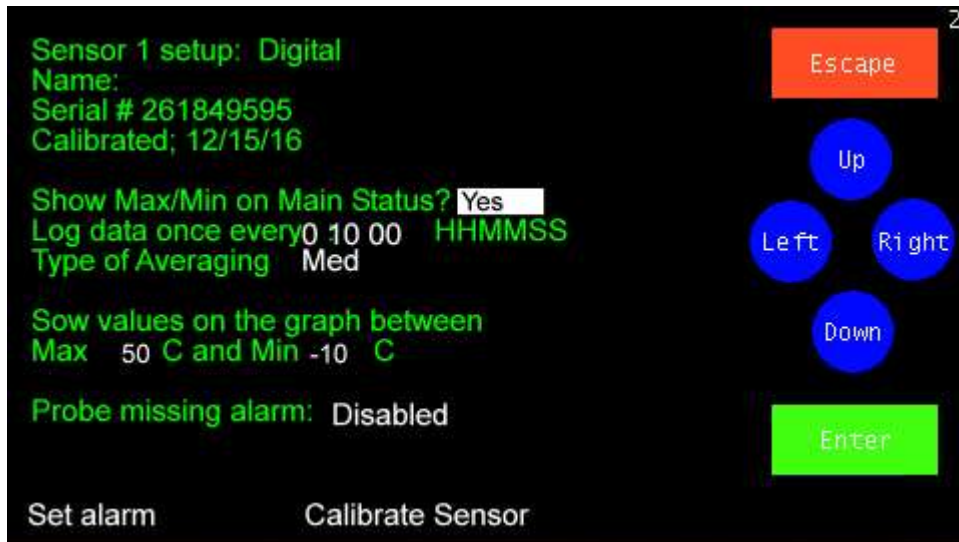 Sensor 1 setup: Digital
Name:
Serial # 261849595
Calibrated; 12/15/16
Show Max/Min on Main Status? Yes
Log data once every 0 10 00 HHMMSS
Type of Averaging Med
Sow values on the graph between
Max 50 C and Min -10 C
Probe missing alarm: Disabled
Set alarm Calibrate Sensor
Escape
Up
Left Right
Down
Enter